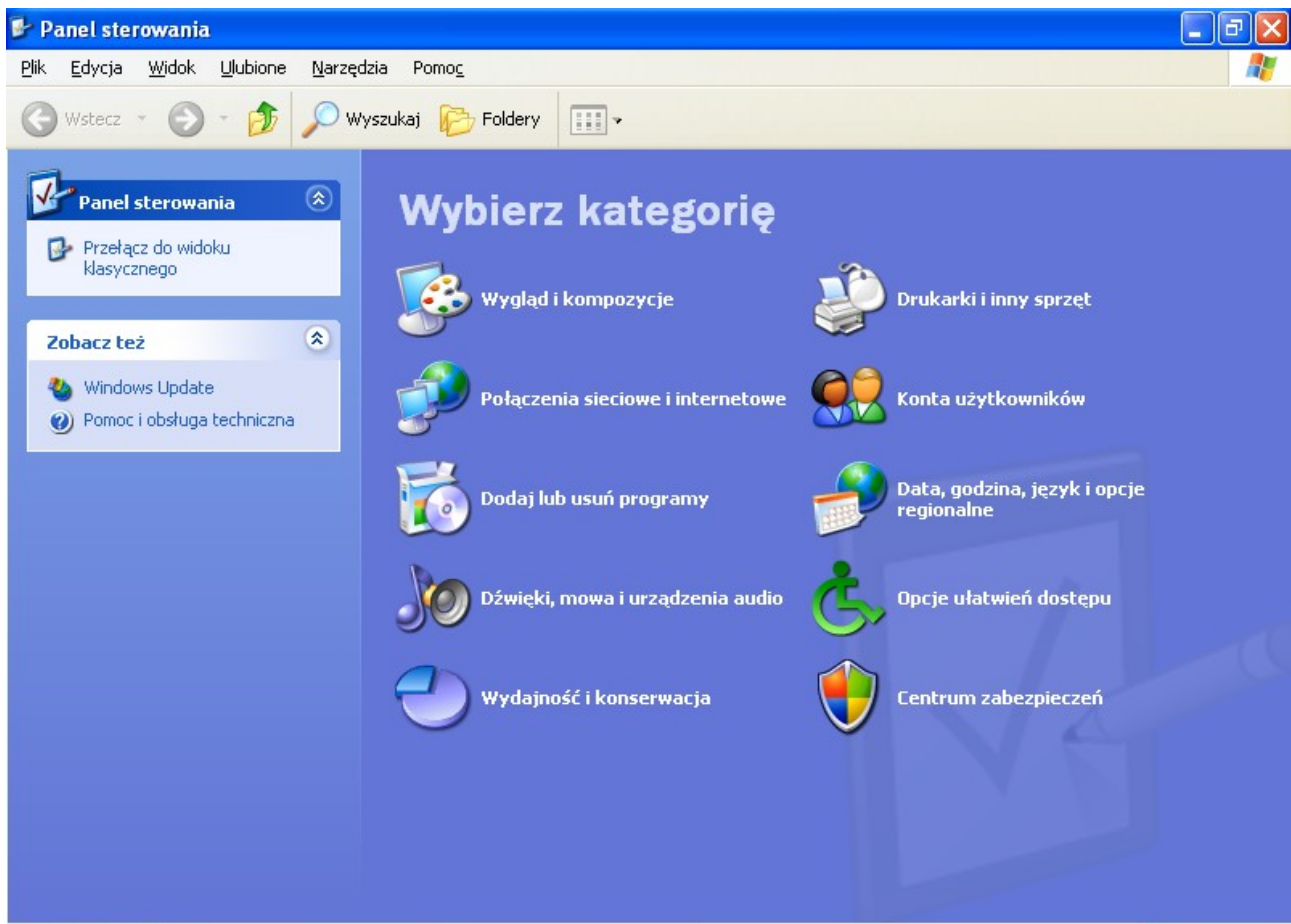 Panel sterowania
Plik Edycja Widok Ulubione Narzędzia Pomoc
Wstecz Wyszukaj Foldery
Panel sterowania
Przełącz do widoku
klasycznego
Zobacz też
Windows Update
Pomoc i obsługa techniczna
Wybierz kategorię
Wygląd i kompozycje
Drukarki i inny sprzęt
Połączenia sieciowe i internetowe
Konta użytkowników
Dodaj lub usuń programy
Data, godzina, język i opcje
regionalne
Dźwięki, mowa i urządzenia audio
Opcje ułatwień dostępu
Wydajność i konserwacja
Centrum zabezpieczeń